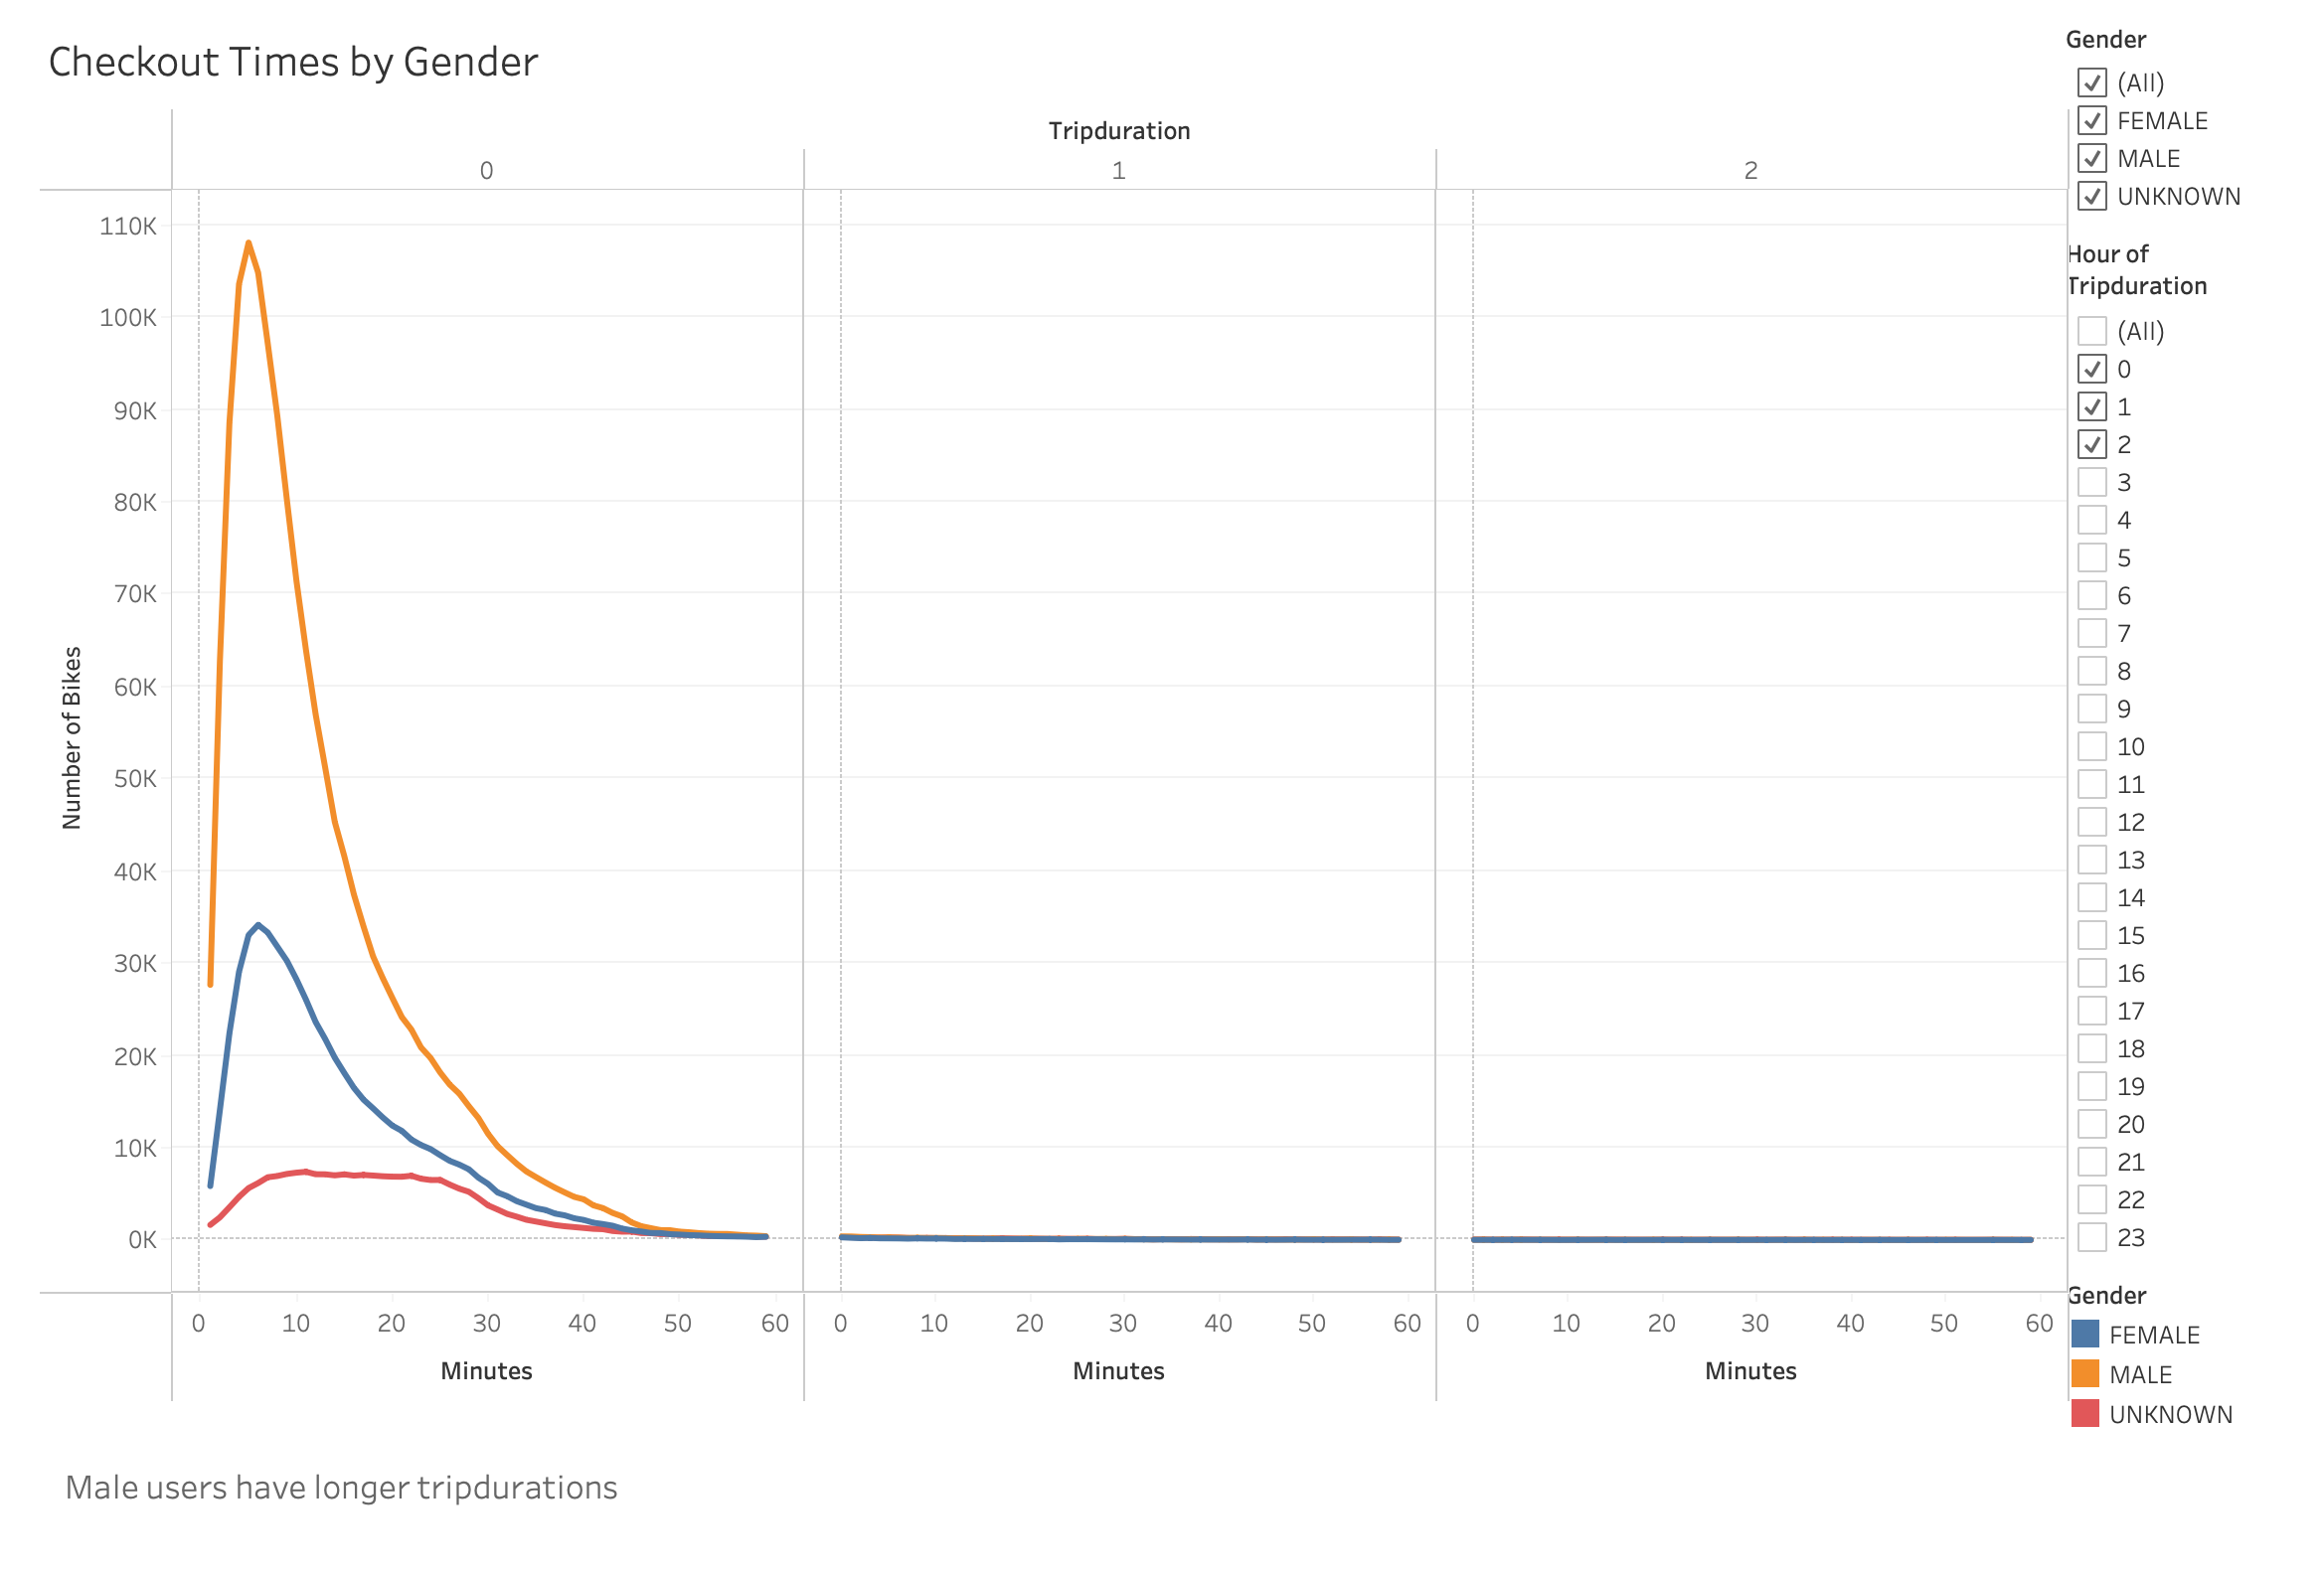 Checkout Times by Gender
Tripduration
0 1 2
110K
100K
90K
80K
70K
60K
50K
40K
30K
20K
10K
0K
Number of Bikes
0 10 20 30 40 50 60 0 10 20 30 40 50 60 0 10 20 30 40 50 60
Minutes Minutes Minutes
Gender
(All)
FEMALE
MALE
UNKNOWN
Hour of
Tripduration
(All)
0
1
2
3
4
5
6
7
8
9
10
11
12
13
14
15
16
17
18
19
20
21
22
23
Gender
FEMALE
MALE
UNKNOWN
Male users have longer tripdurations